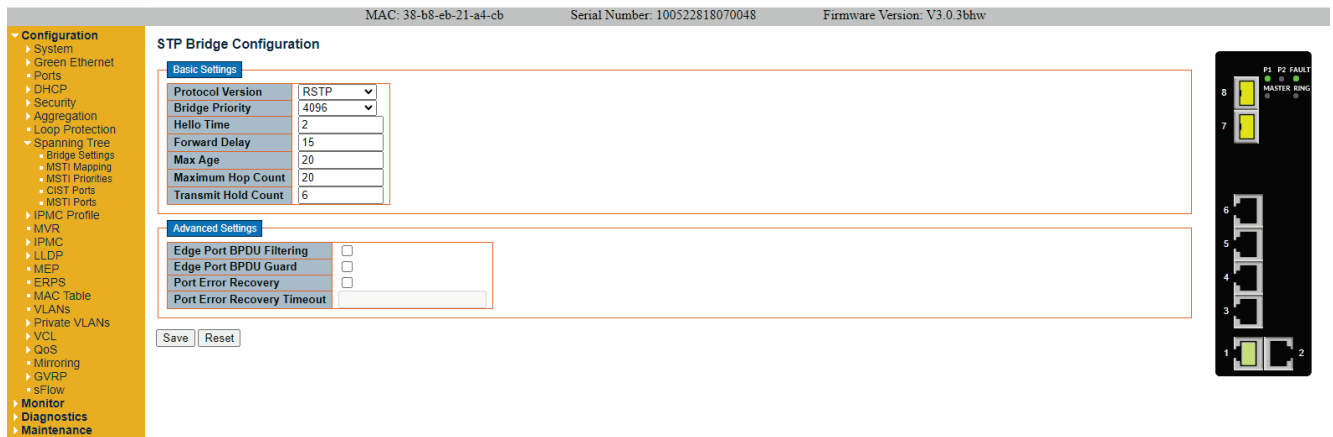 MAC: 38-b8-eb-21-a4-cb Serial Number: 100522818070048 Firmware Version: V3.0.3bhw
Configuration
System
Green Ethernet
Ports
DHCP
Security
Aggregation
Loop Protection
Spanning Tree
Bridge Settings
MSTI Mapping
MSTI Priorities
CIST Ports
MSTI Ports
IPMC Profile
MVR
IPMC
LLDP
MEP
ERPS
MAC Table
VLANs
Private VLANs
VCL
QoS
Mirroring
GVRP
sFlow
Monitor
Diagnostics
Maintenance
STP Bridge Configuration
Basic Settings
Protocol Version RSTP
Bridge Priority 4096
Hello Time 2
Forward Delay 15
Max Age 20
Maximum Hop Count 20
Transmit Hold Count 6
Advanced Settings
Edge Port BPDU Filtering
Edge Port BPDU Guard
Port Error Recovery
Port Error Recovery Timeout
Save Reset
P1 P2 FAULT
MASTER RING
8
7
6
5
4
3
1 2